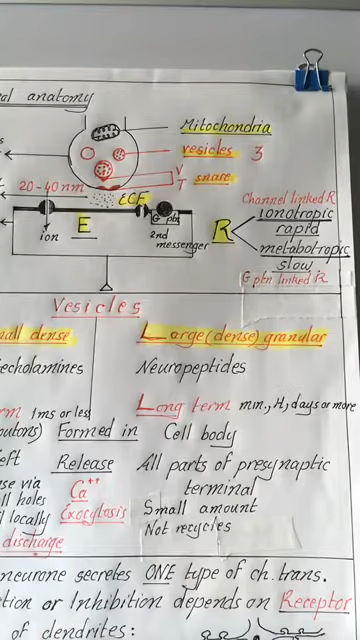 al anatomy
Mitochondria
vesicles 3
V
T snare
20-40 nm
ECF
E
ion
G ptn
2nd
messenger
R
Channel linked R
ionotropic
rapid
metabotropic
slow
G ptn linked R
Vesicles
all dense Large (dense) granular
echolamines Neuropeptides
rm 1ms or less Long term min., H, days or more
outons) Formed in Cell body
eft Release All parts of presynaptic
terminal
se via Ca++
ll holes Small amount
locally Exocytosis Not recycles
discharge
neurone secretes ONE type of ch. trans.
tion or Inhibition depends on Receptor
of dendrites: